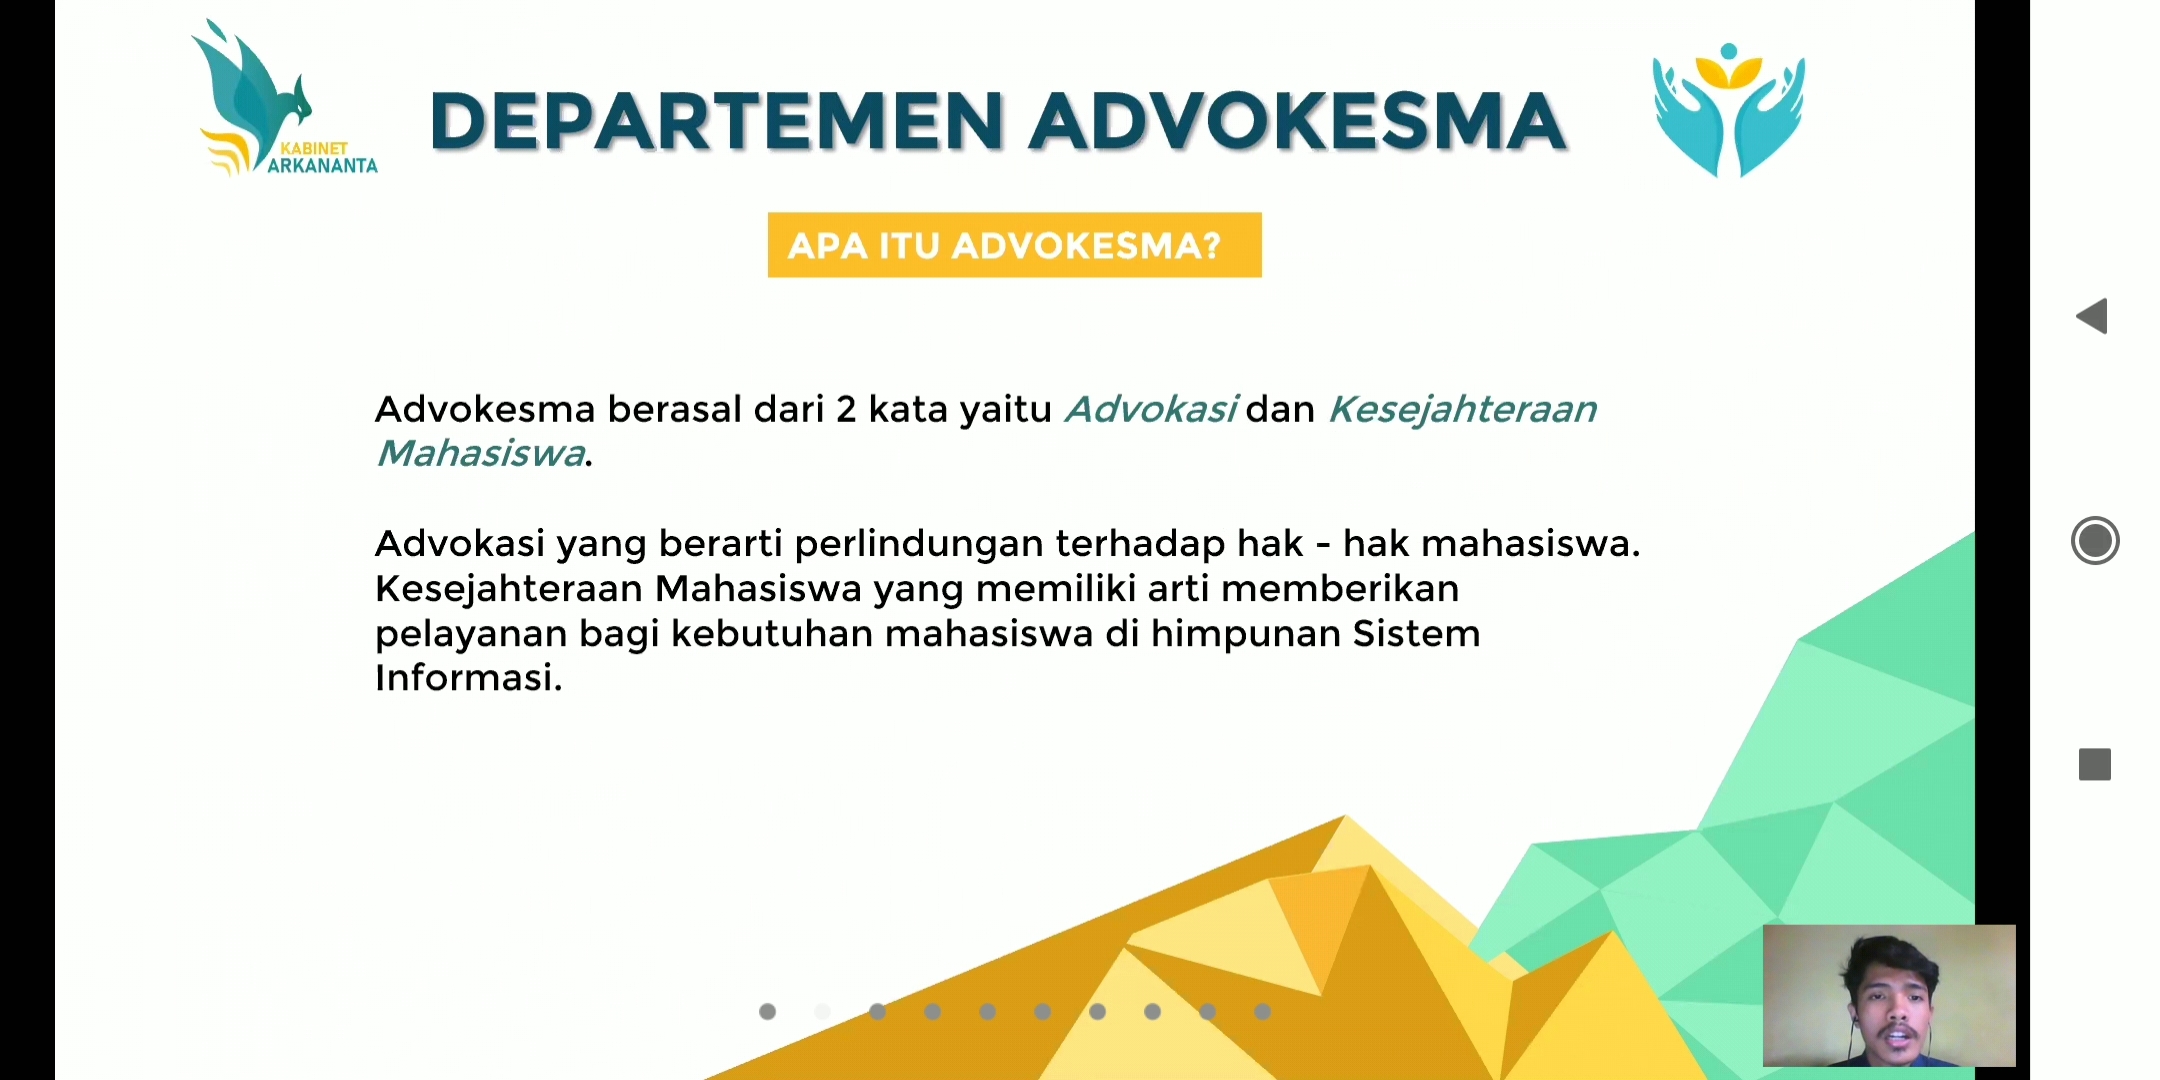 KABINET
ARKANANTA
DEPARTEMEN ADVOKESMA
APA ITU ADVOKESMA?
Advokesma berasal dari 2 kata yaitu Advokasi dan Kesejahteraan
Mahasiswa.
Advokasi yang berarti perlindungan terhadap hak - hak mahasiswa.
Kesejahteraan Mahasiswa yang memiliki arti memberikan
pelayanan bagi kebutuhan mahasiswa di himpunan Sistem
Informasi.